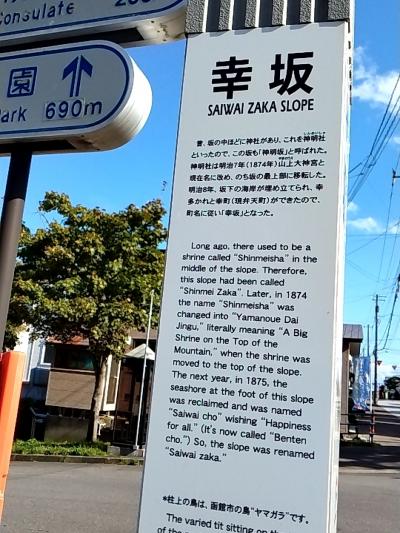 Consulate
園
Park 690m
幸坂
SAIWAI ZAKA SLOPE
昔、坂の中ほどに神社があり、これを神明社
といったので、この坂も「神明坂」と呼ばれた。
神明社は明治7年(1874年)山上大神宮と
現在名に改め、のち坂の最上部に移転した。
明治8年、坂下の海岸が埋め立てられ、幸
多かれと幸町(現弁天町)ができたので、
町名に従い「幸坂」となった。
Long ago, there used to be a
shrine called "Shinmeisha" in the
middle of the slope. Therefore,
this slope had been called
"Shinmei Zaka". Later, in 1874
the name "Shinmeisha" was
changed into "Yamanoue Dai
Jingu," literally meaning "A Big
Shrine on the Top of the
Mountain," when the shrine was
moved to the top of the slope.
The next year, in 1875, the
seashore at the foot of this slope
was reclaimed and was named
"Saiwai cho" wishing "Happiness
for all." (It's now called "Benten
cho.") So, the slope was renamed
"Saiwai zaka."
*柱上の鳥は、函館市の鳥"ヤマガラ"です。
The varied tit sitting on